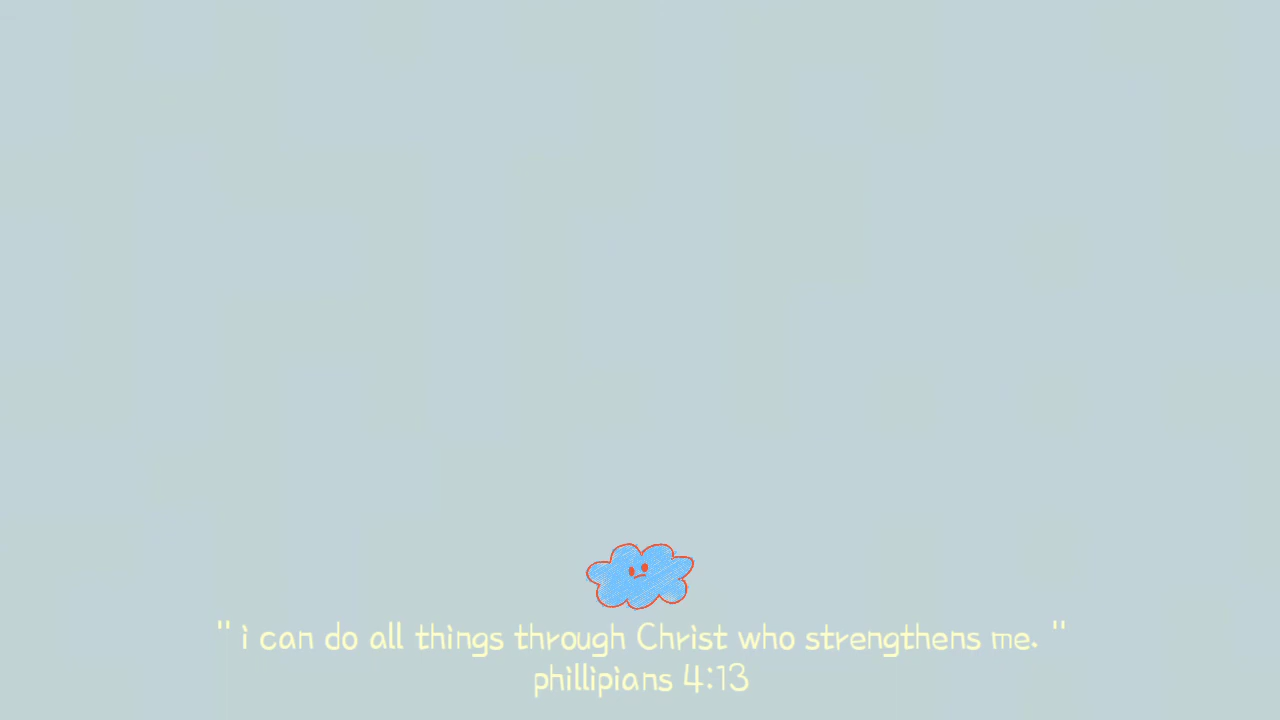 " i can do all things through Christ who strengthens me. "
phillipians 4:13